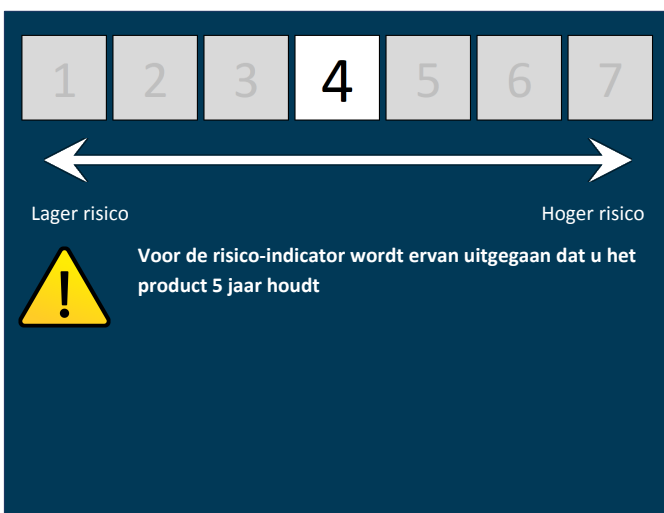 1 2 3 4 5 6 7
Lager risico Hoger risico
Voor de risico-indicator wordt ervan uitgegaan dat u het
product 5 jaar houdt